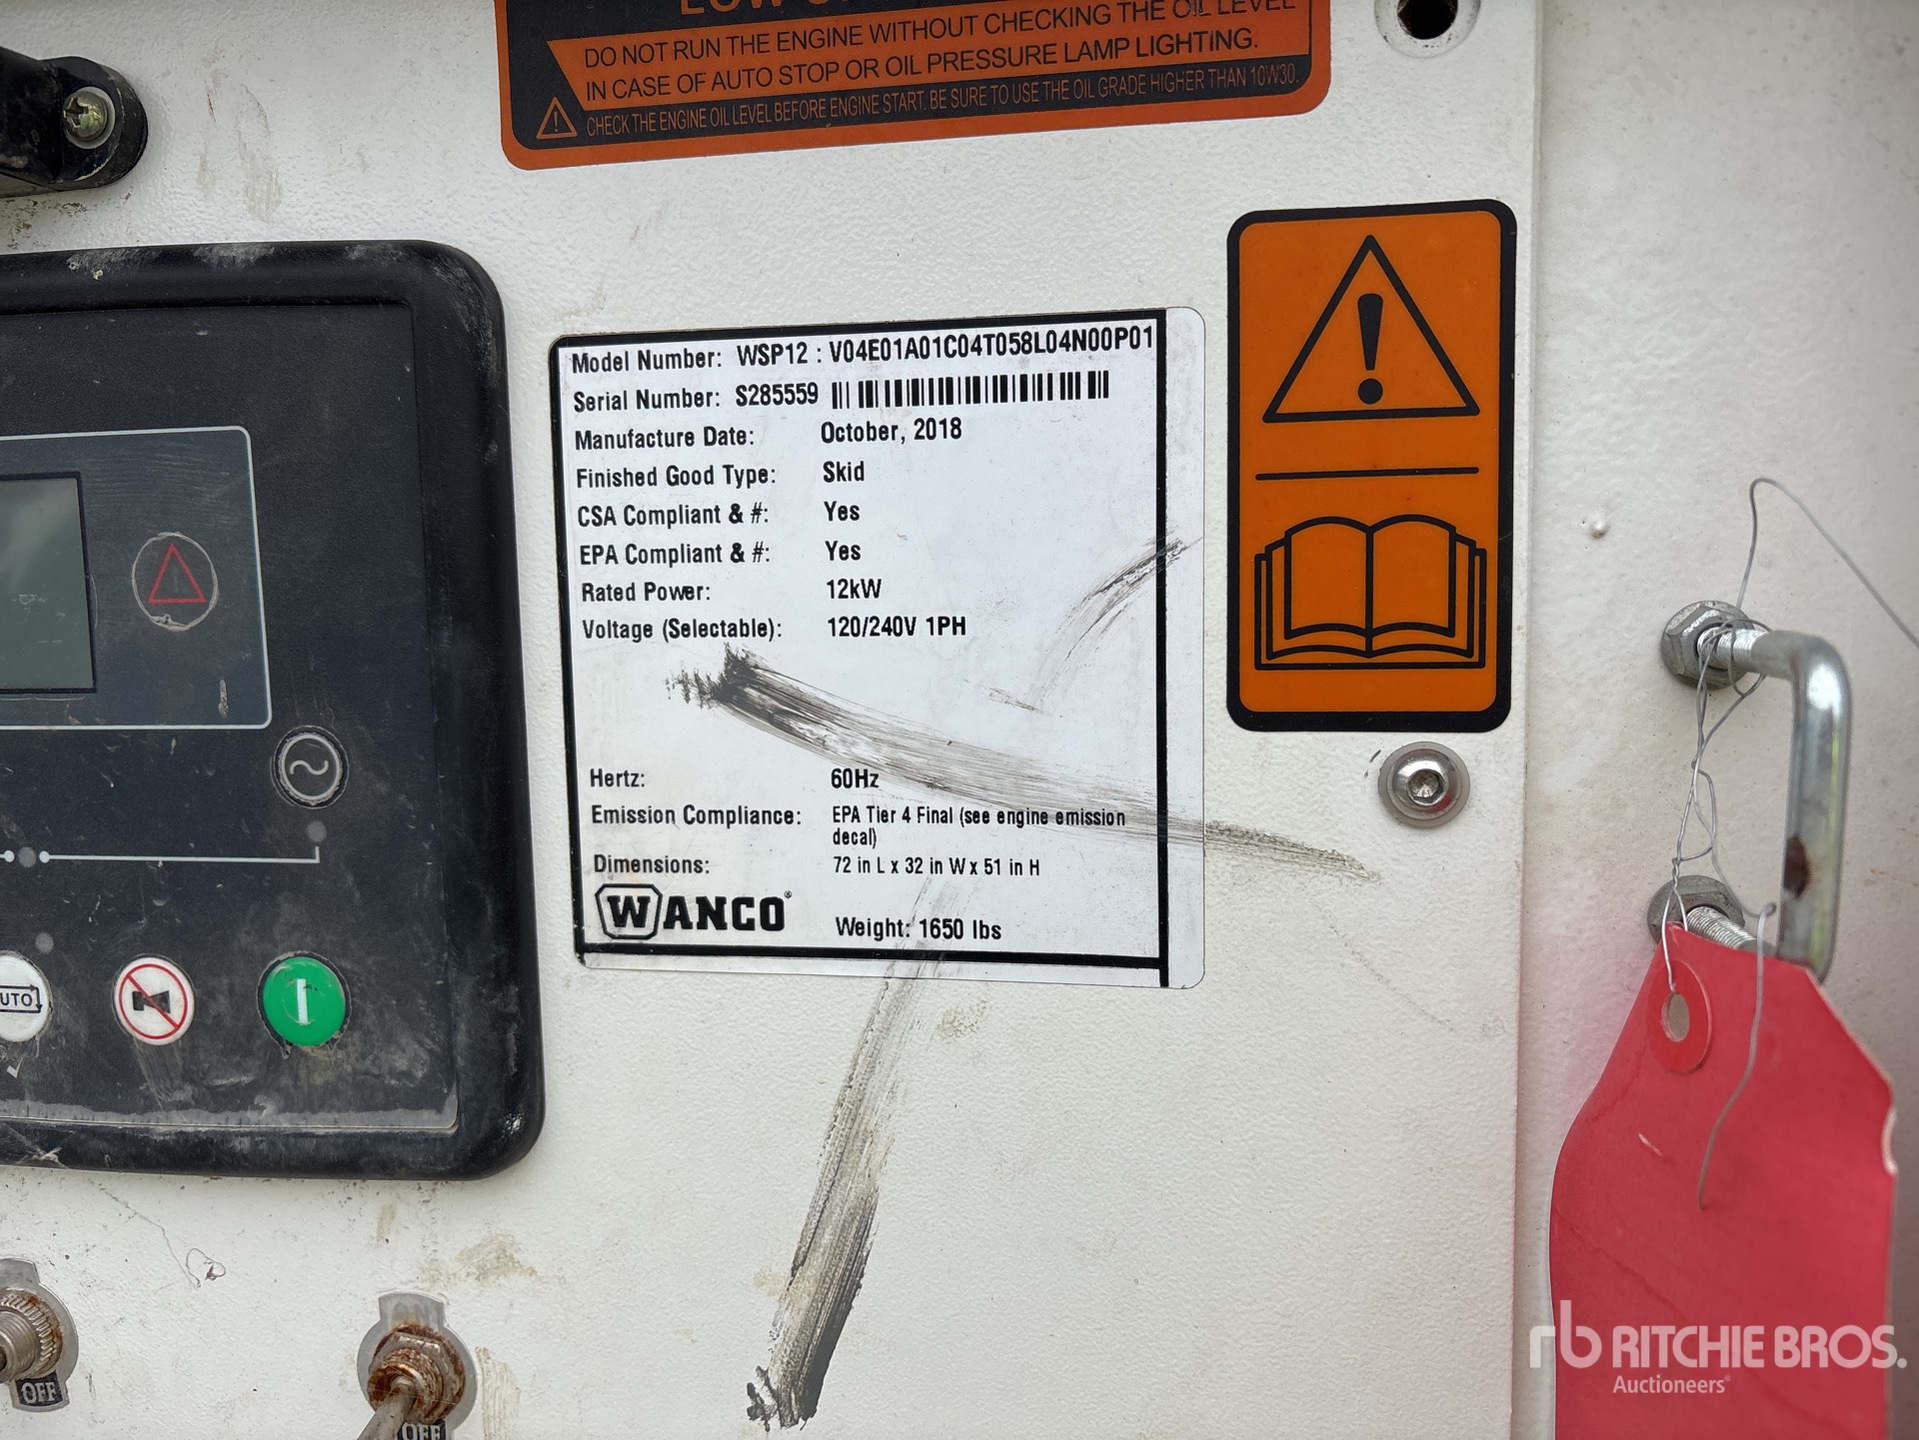 DO NOT RUN THE ENGINE WITHOUT CHECKING THE OIL LEVEL
IN CASE OF AUTO STOP OR OIL PRESSURE LAMP LIGHTING.
CHECK THE ENGINE OIL LEVEL BEFORE ENGINE START. BE SURE TO USE THE OIL GRADE HIGHER THAN 10W30.
Model Number: WSP12 : V04E01A01C04T058L04N00P01
Serial Number: S285559
Manufacture Date: October, 2018
Finished Good Type: Skid
CSA Compliant & #: Yes
EPA Compliant & #: Yes
Rated Power: 12kW
Voltage (Selectable): 120/240V 1PH
Hertz: 60Hz
Emission Compliance: EPA Tier 4 Final (see engine emission
decal)
Dimensions: 72 in L x 32 in W x 51 in H
WANCO®
Weight: 1650 lbs
UTO
OFF
ON
OFF
rb RITCHIE BROS.
Auctioneers®